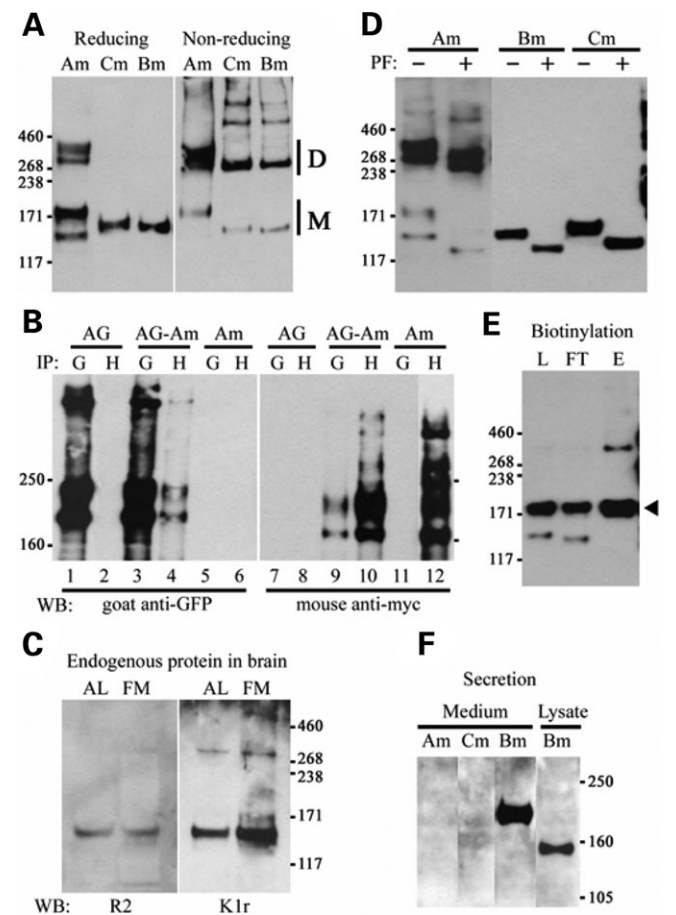 A
Reducing Non-reducing
Am Cm Bm Am Cm Bm
460
268
238
171
117
D
M
D
Am Bm Cm
PF: − + − + − +
460
268
238
171
117
B
AG AG-Am Am AG AG-Am Am
IP: G H G H G H G H G H G H
250
160
1 2 3 4 5 6 7 8 9 10 11 12
WB: goat anti-GFP mouse anti-myc
E
Biotinylation
L FT E
460
268
238
171
117
C
Endogenous protein in brain
AL FM AL FM
460
268
238
171
117
WB: R2 K1r
F
Secretion
Medium Lysate
Am Cm Bm Bm
250
160
105